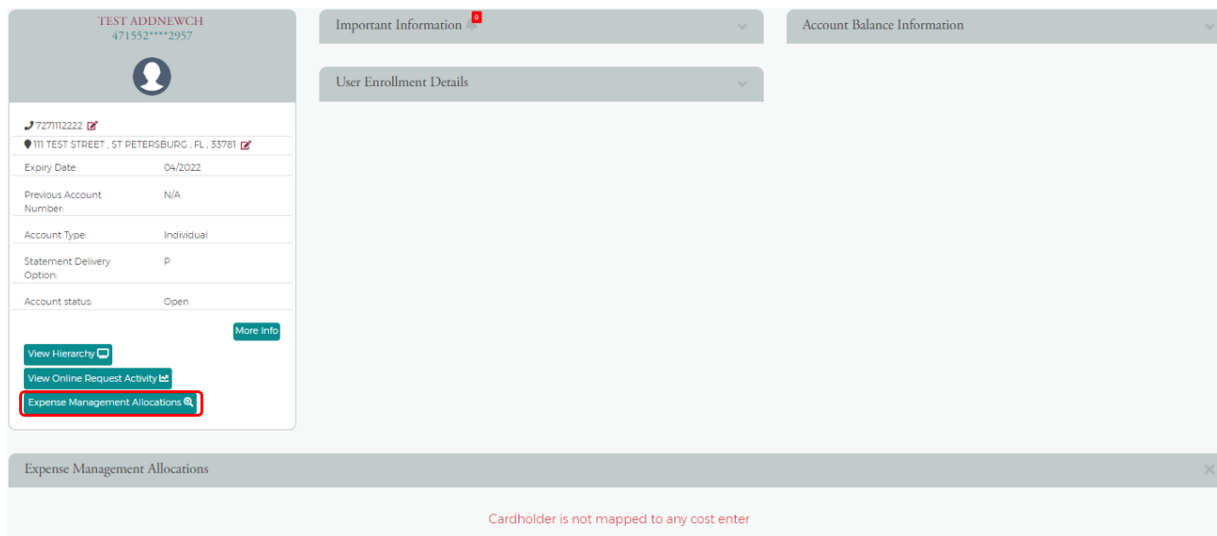 TEST ADDNEWCH
471552****2957
7271112222
111 TEST STREET , ST PETERSBURG , FL , 33781
Expiry Date: 04/2022
Previous Account Number: N/A
Account Type: Individual
Statement Delivery Option: P
Account status: Open
More Info
View Hierarchy
View Online Request Activity
Expense Management Allocations
Important Information 0
User Enrollment Details
Account Balance Information
Expense Management Allocations
Cardholder is not mapped to any cost enter